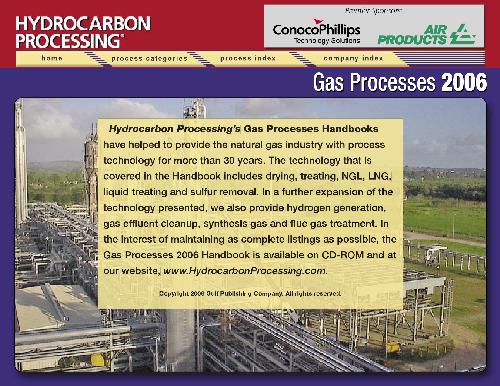 HYDROCARBON
PROCESSING®
Premier Sponsors:
ConocoPhillips
Technology Solutions
AIR
PRODUCTS
home process categories process index company index
Gas Processes 2006
Hydrocarbon Processing's Gas Processes Handbooks
have helped to provide the natural gas industry with process
technology for more than 30 years. The technology that is
covered in the Handbook includes drying, treating, NGL, LNG,
liquid treating and sulfur removal. In a further expansion of the
technology presented, we also provide hydrogen generation,
gas effluent cleanup, synthesis gas and flue gas treatment. In
the interest of maintaining as complete listings as possible, the
Gas Processes 2006 Handbook is available on CD-ROM and at
our website, www.HydrocarbonProcessing.com.
Copyright 2006 Gulf Publishing Company. All rights reserved.